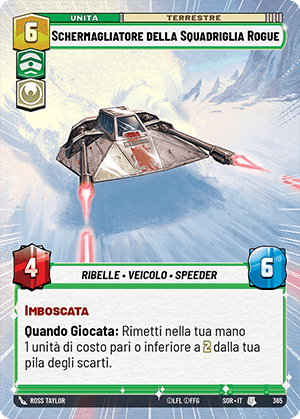 UNITÀ
TERRESTRE
6
SCHERMAGLIATORE DELLA SQUADRIGLIA ROGUE
4
RIBELLE • VEICOLO • SPEEDER
6
IMBOSCATA
Quando Giocata: Rimetti nella tua mano
1 unità di costo pari o inferiore a 2 dalla tua
pila degli scarti.
ROSS TAYLOR
©LFL ©FFG
SOR • IT
365